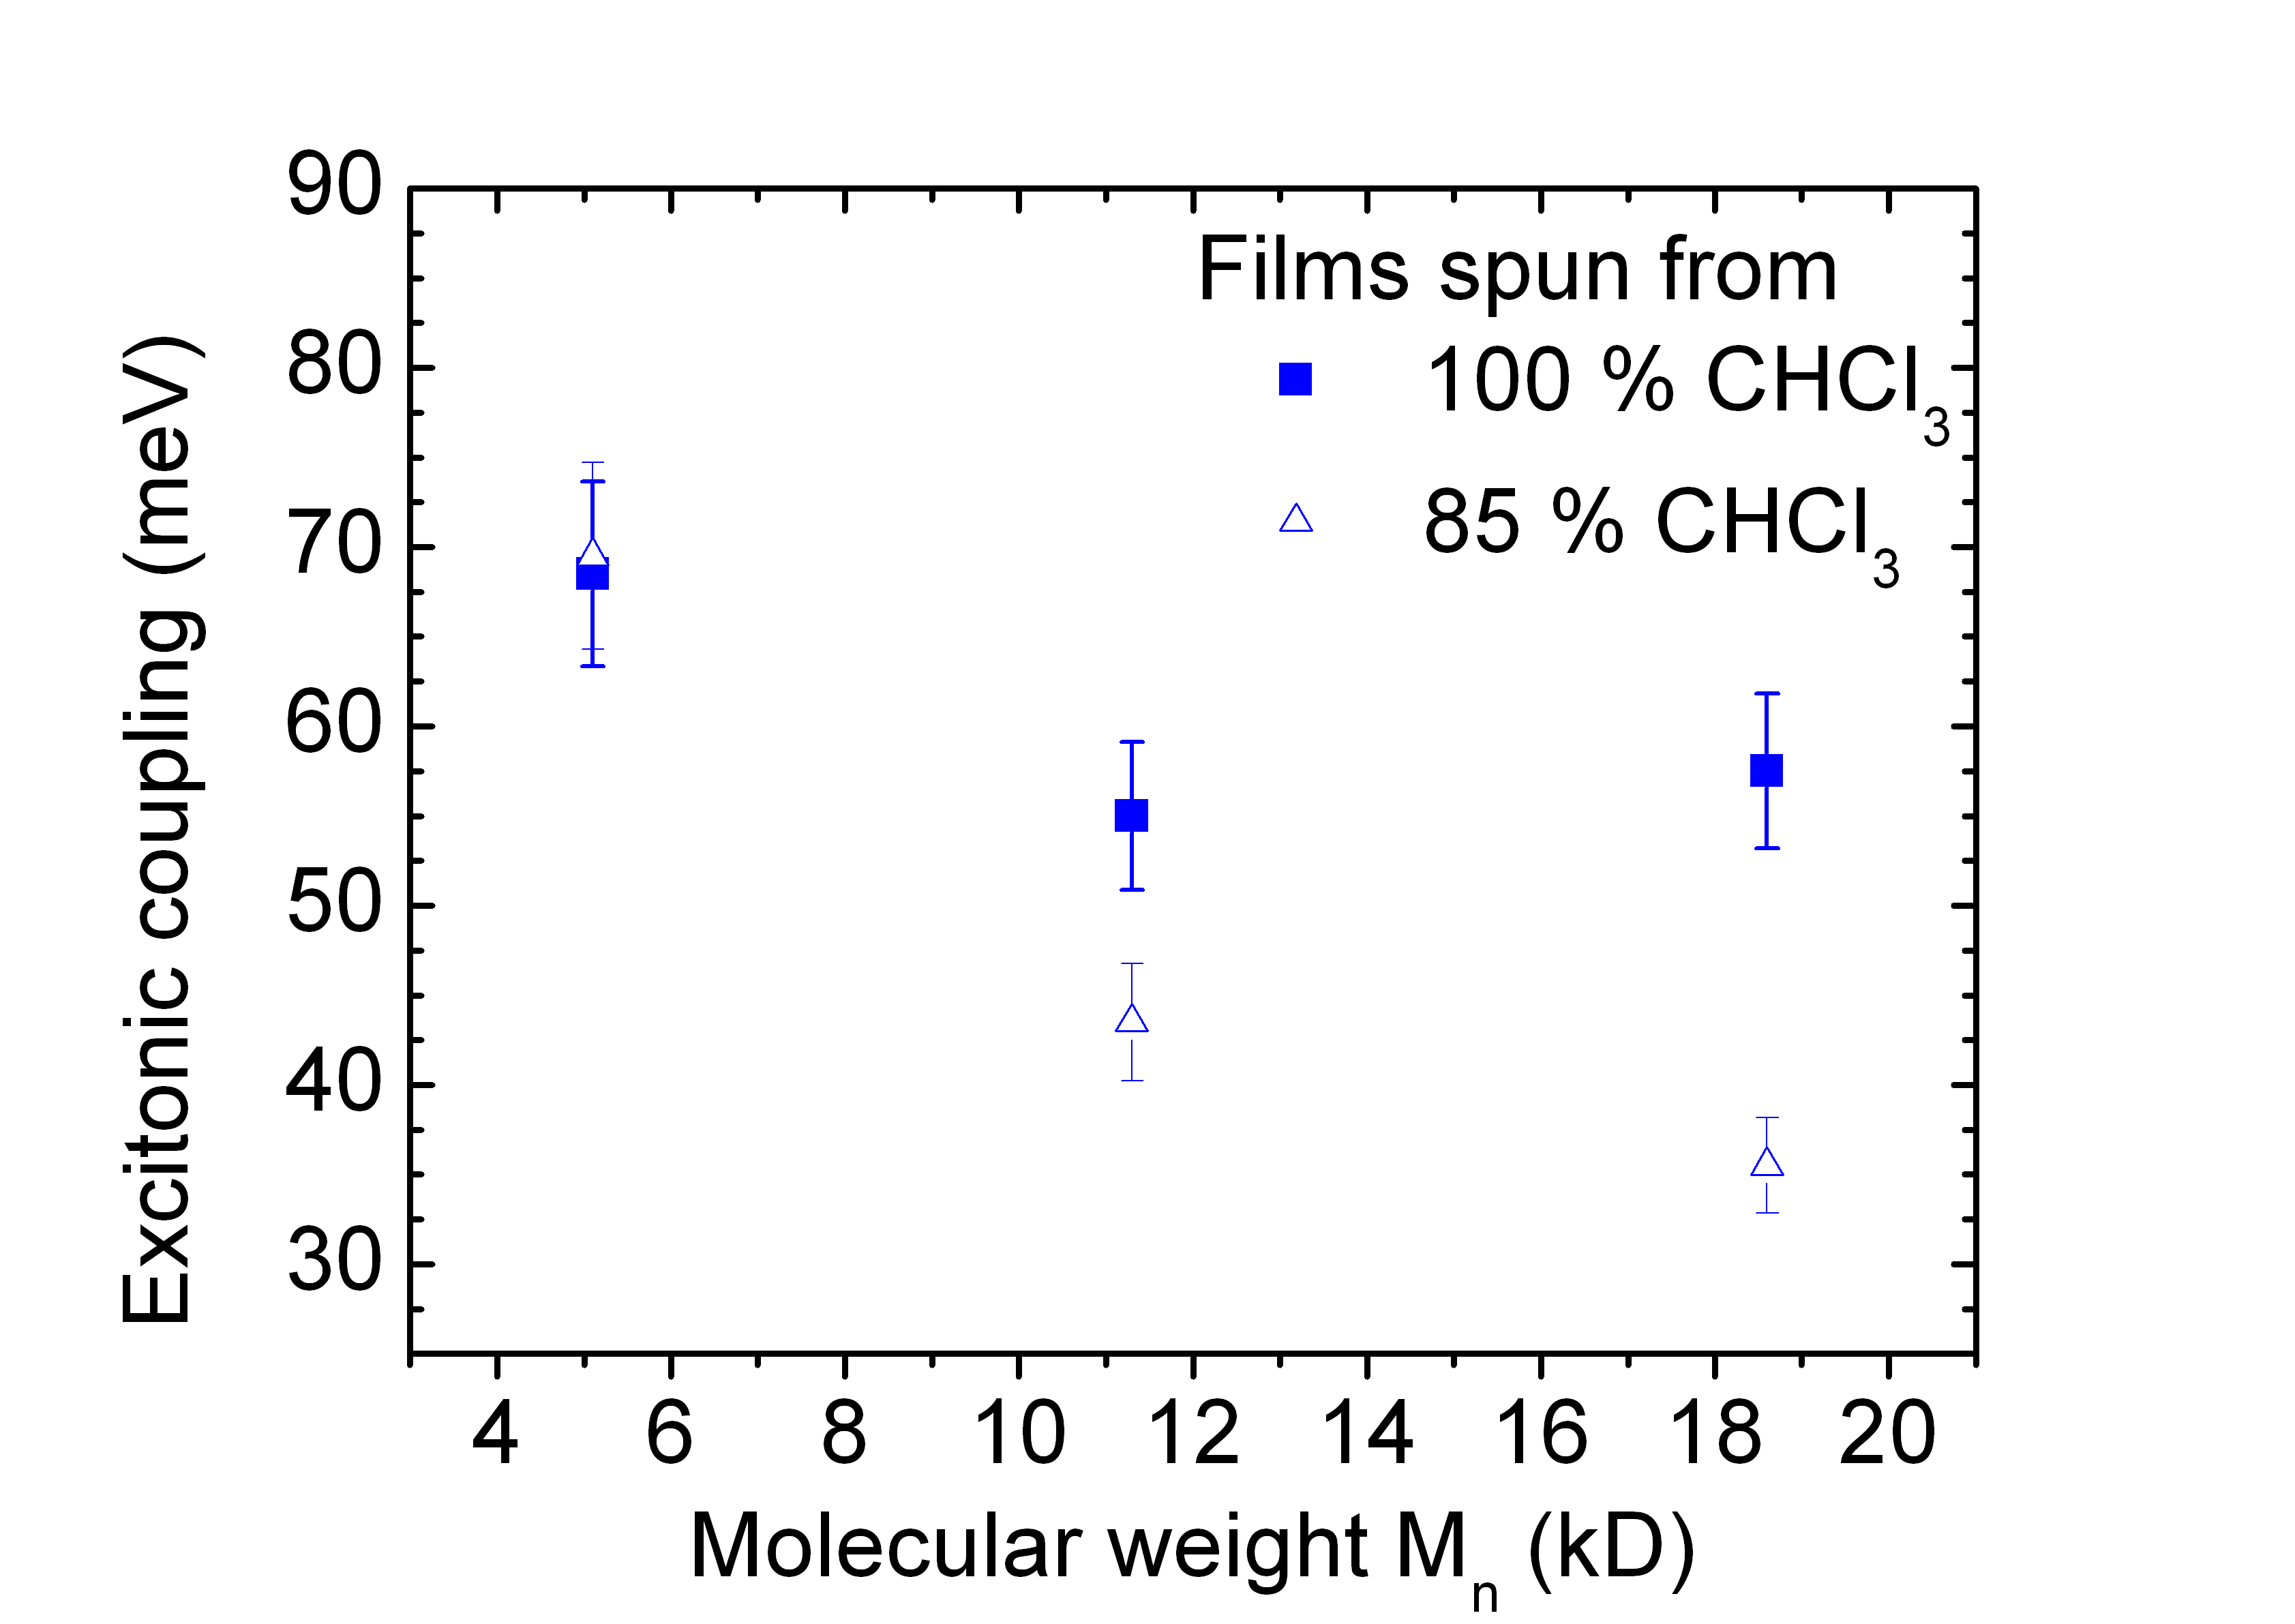 90
80
70
60
50
40
30
Excitonic coupling (meV)
Films spun from
100 % CHCl3
85 % CHCl3
4 6 8 10 12 14 16 18 20
Molecular weight Mn (kD)